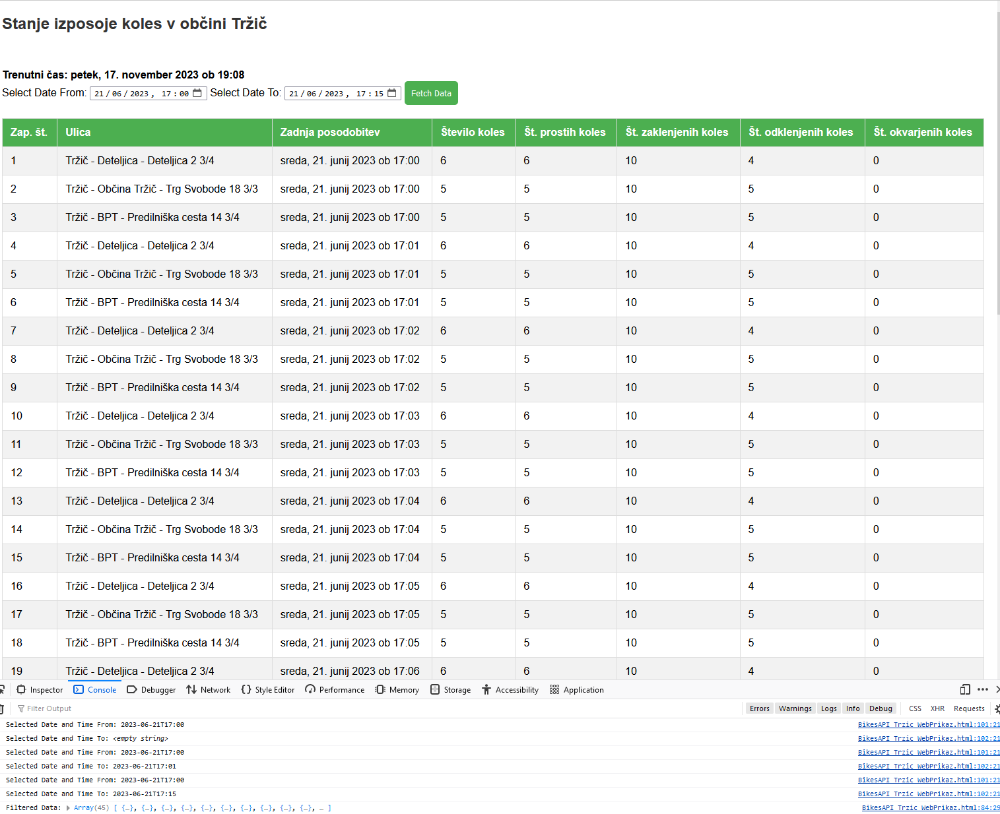 Stanje izposoje koles v občini Tržič
Trenutni čas: petek, 17. november 2023 ob 19:08
Select Date From: 21/06/2023, 17:00 Select Date To: 21/06/2023, 17:15 Fetch Data
Zap. št. Ulica Zadnja posodobitev Število koles Št. prostih koles Št. zaklenjenih koles Št. odklenjenih koles Št. okvarjenih koles
1 Tržič - Deteljica - Deteljica 2 3/4 sreda, 21. junij 2023 ob 17:00 6 6 10 4 0
2 Tržič - Občina Tržič - Trg Svobode 18 3/3 sreda, 21. junij 2023 ob 17:00 5 5 10 5 0
3 Tržič - BPT - Predilniška cesta 14 3/4 sreda, 21. junij 2023 ob 17:00 5 5 10 5 0
4 Tržič - Deteljica - Deteljica 2 3/4 sreda, 21. junij 2023 ob 17:01 6 6 10 4 0
5 Tržič - Občina Tržič - Trg Svobode 18 3/3 sreda, 21. junij 2023 ob 17:01 5 5 10 5 0
6 Tržič - BPT - Predilniška cesta 14 3/4 sreda, 21. junij 2023 ob 17:01 5 5 10 5 0
7 Tržič - Deteljica - Deteljica 2 3/4 sreda, 21. junij 2023 ob 17:02 6 6 10 4 0
8 Tržič - Občina Tržič - Trg Svobode 18 3/3 sreda, 21. junij 2023 ob 17:02 5 5 10 5 0
9 Tržič - BPT - Predilniška cesta 14 3/4 sreda, 21. junij 2023 ob 17:02 5 5 10 5 0
10 Tržič - Deteljica - Deteljica 2 3/4 sreda, 21. junij 2023 ob 17:03 6 6 10 4 0
11 Tržič - Občina Tržič - Trg Svobode 18 3/3 sreda, 21. junij 2023 ob 17:03 5 5 10 5 0
12 Tržič - BPT - Predilniška cesta 14 3/4 sreda, 21. junij 2023 ob 17:03 5 5 10 5 0
13 Tržič - Deteljica - Deteljica 2 3/4 sreda, 21. junij 2023 ob 17:04 6 6 10 4 0
14 Tržič - Občina Tržič - Trg Svobode 18 3/3 sreda, 21. junij 2023 ob 17:04 5 5 10 5 0
15 Tržič - BPT - Predilniška cesta 14 3/4 sreda, 21. junij 2023 ob 17:04 5 5 10 5 0
16 Tržič - Deteljica - Deteljica 2 3/4 sreda, 21. junij 2023 ob 17:05 6 6 10 4 0
17 Tržič - Občina Tržič - Trg Svobode 18 3/3 sreda, 21. junij 2023 ob 17:05 5 5 10 5 0
18 Tržič - BPT - Predilniška cesta 14 3/4 sreda, 21. junij 2023 ob 17:05 5 5 10 5 0
19 Tržič - Deteljica - Deteljica 2 3/4 sreda, 21. junij 2023 ob 17:06 6 6 10 4 0
Inspector Console Debugger Network Style Editor Performance Memory Storage Accessibility Application
Filter Output Errors Warnings Logs Info Debug CSS XHR Requests
Selected Date and Time From: 2023-06-21T17:00 BikesAPI_Trzic_WebPrikaz.html:101:21
Selected Date and Time To: <empty string> BikesAPI_Trzic_WebPrikaz.html:102:21
Selected Date and Time From: 2023-06-21T17:00 BikesAPI_Trzic_WebPrikaz.html:101:21
Selected Date and Time To: 2023-06-21T17:01 BikesAPI_Trzic_WebPrikaz.html:102:21
Selected Date and Time From: 2023-06-21T17:00 BikesAPI_Trzic_WebPrikaz.html:101:21
Selected Date and Time To: 2023-06-21T17:15 BikesAPI_Trzic_WebPrikaz.html:102:21
Filtered Data: Array(45) [ {…}, {…}, {…}, {…}, {…}, {…}, {…}, {…}, {…}, {…}, … ] BikesAPI_Trzic_WebPrikaz.html:84:29